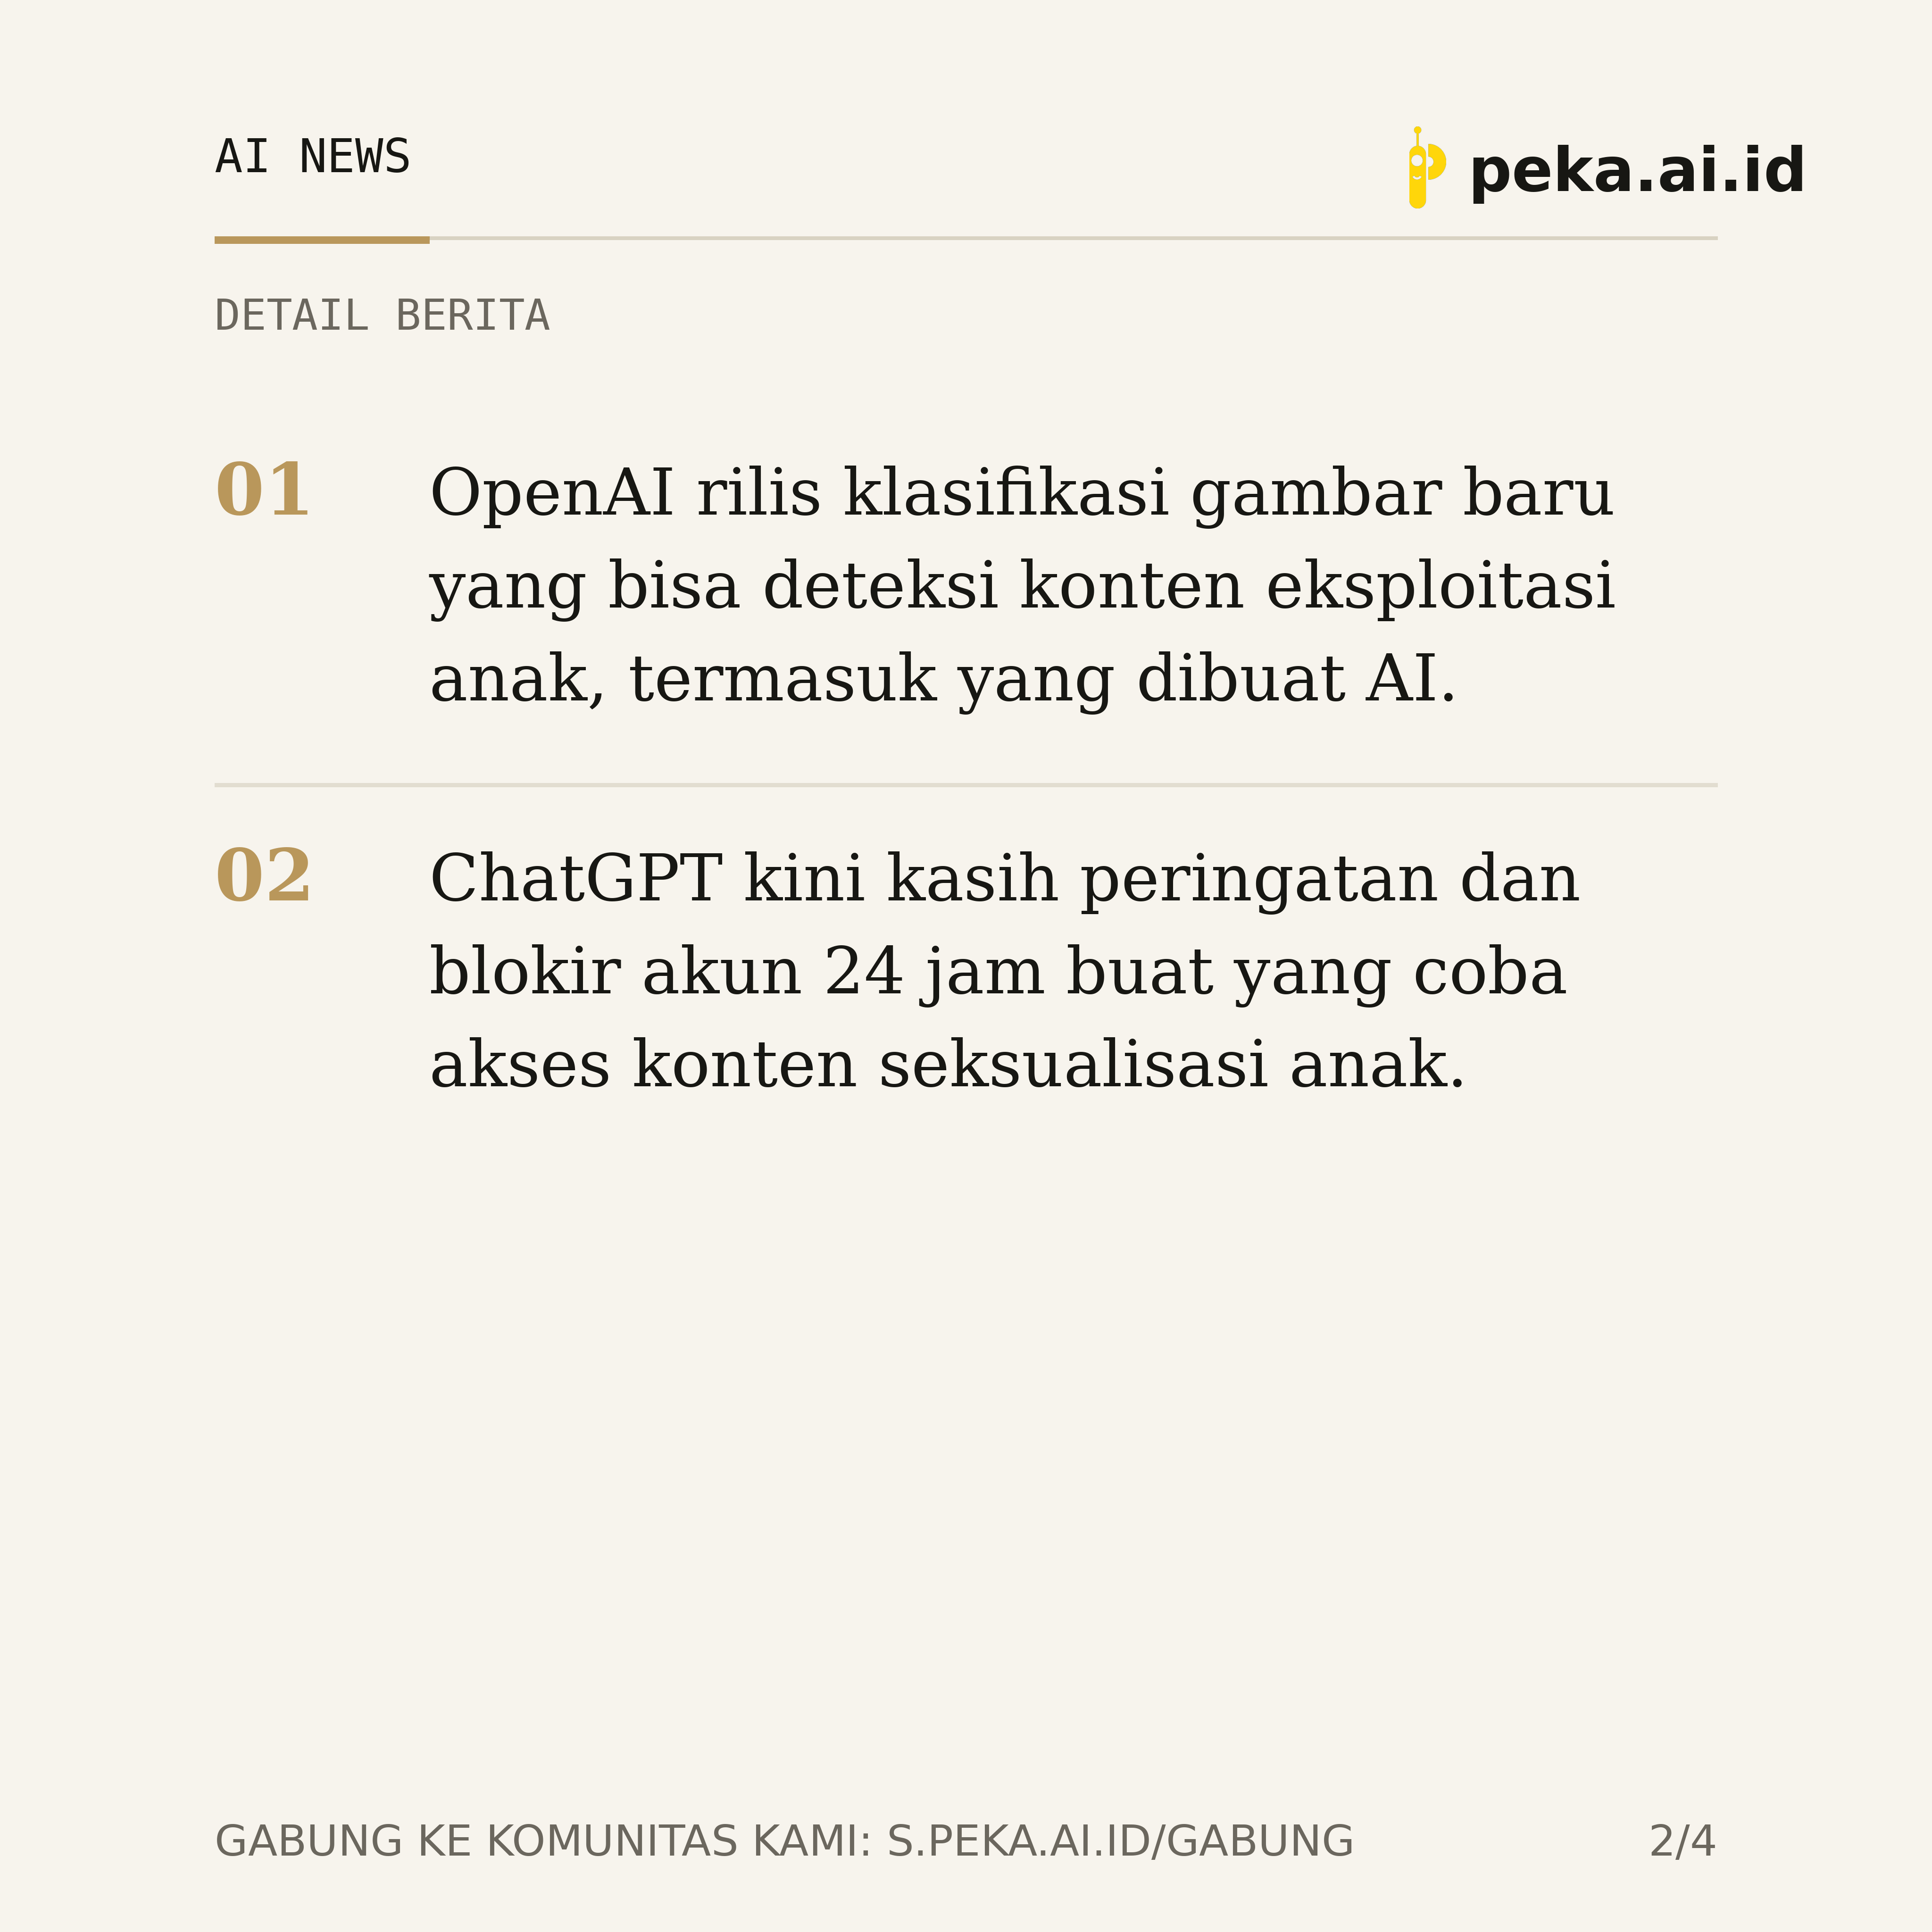 AI NEWS
peka.ai.id
DETAIL BERITA
01
OpenAI rilis klasifikasi gambar baru
yang bisa deteksi konten eksploitasi
anak, termasuk yang dibuat AI.
02
ChatGPT kini kasih peringatan dan
blokir akun 24 jam buat yang coba
akses konten seksualisasi anak.
GABUNG KE KOMUNITAS KAMI: S.PEKA.AI.ID/GABUNG
2/4